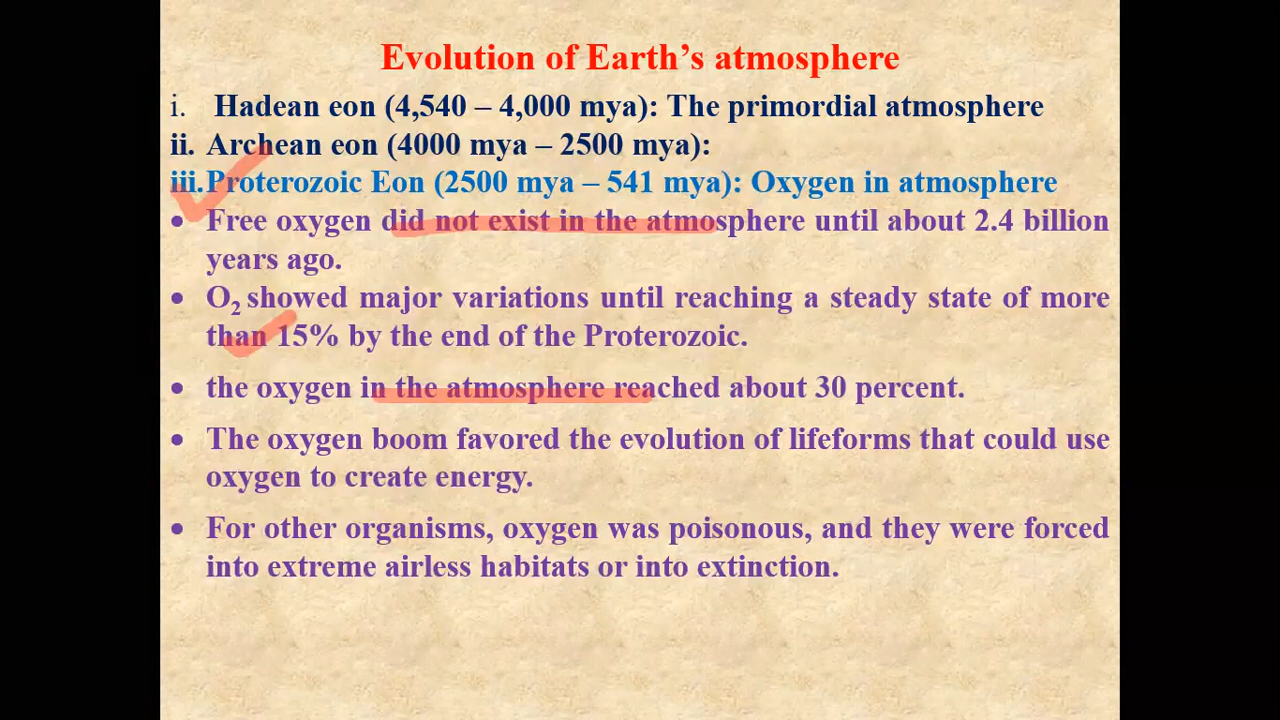 Evolution of Earth’s atmosphere
i. Hadean eon (4,540 – 4,000 mya): The primordial atmosphere
ii. Archean eon (4000 mya – 2500 mya):
iii.Proterozoic Eon (2500 mya – 541 mya): Oxygen in atmosphere
• Free oxygen did not exist in the atmosphere until about 2.4 billion
years ago.
• O2 showed major variations until reaching a steady state of more
than 15% by the end of the Proterozoic.
• the oxygen in the atmosphere reached about 30 percent.
• The oxygen boom favored the evolution of lifeforms that could use
oxygen to create energy.
• For other organisms, oxygen was poisonous, and they were forced
into extreme airless habitats or into extinction.